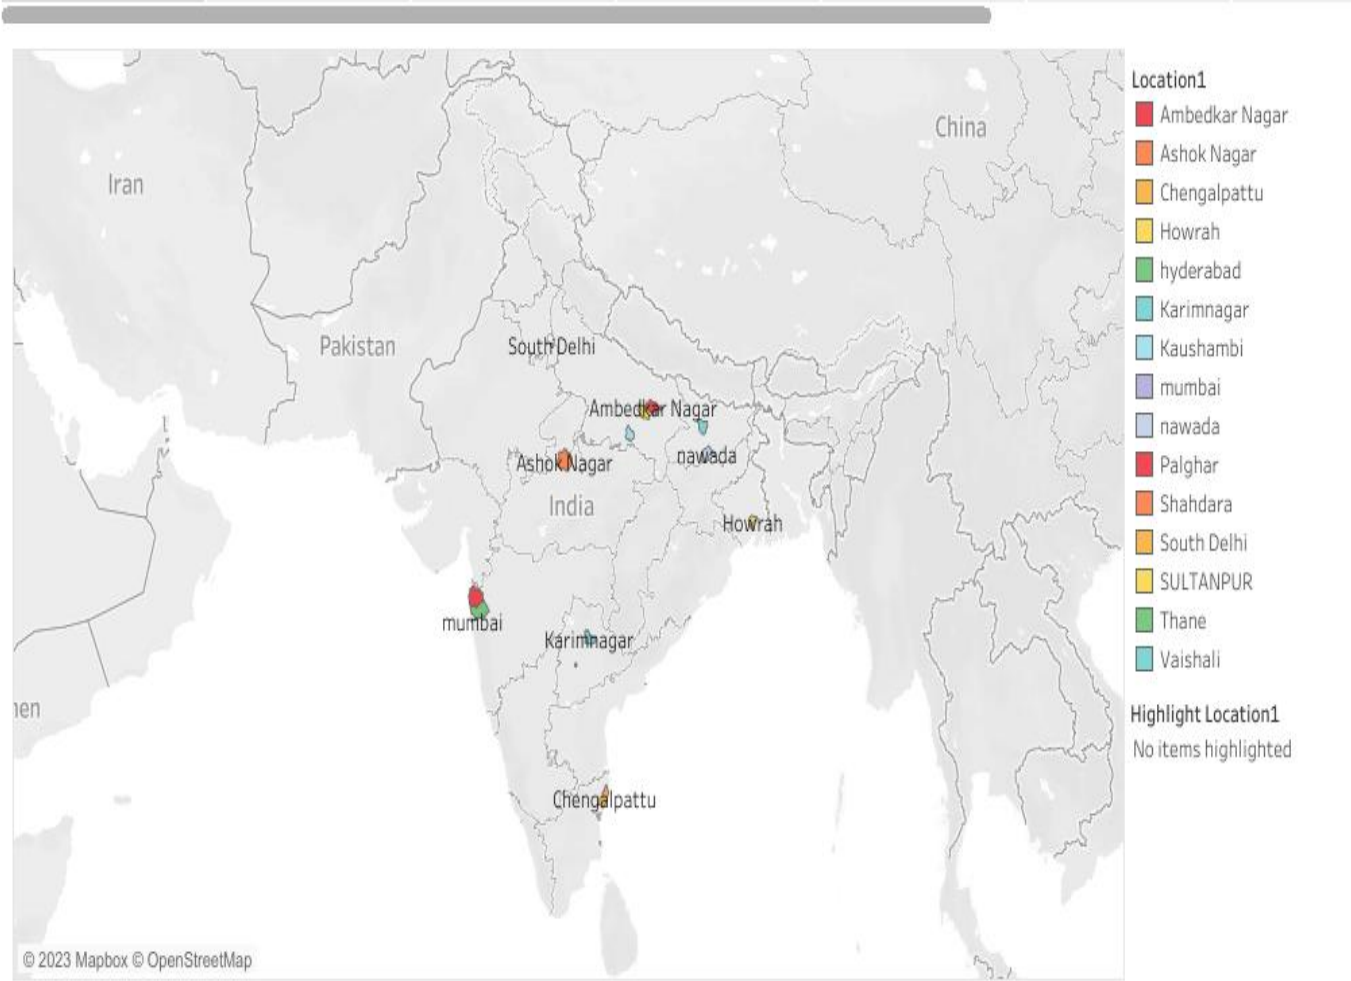 Iran
China
Pakistan
South Delhi
Ambedkar Nagar
Ashok Nagar
nawada
India
Howrah
mumbai
Karimnagar
Chengalpattu
© 2023 Mapbox © OpenStreetMap
Location1
Ambedkar Nagar
Ashok Nagar
Chengalpattu
Howrah
hyderabad
Karimnagar
Kaushambi
mumbai
nawada
Palghar
Shahdara
South Delhi
SULTANPUR
Thane
Vaishali
Highlight Location1
No items highlighted